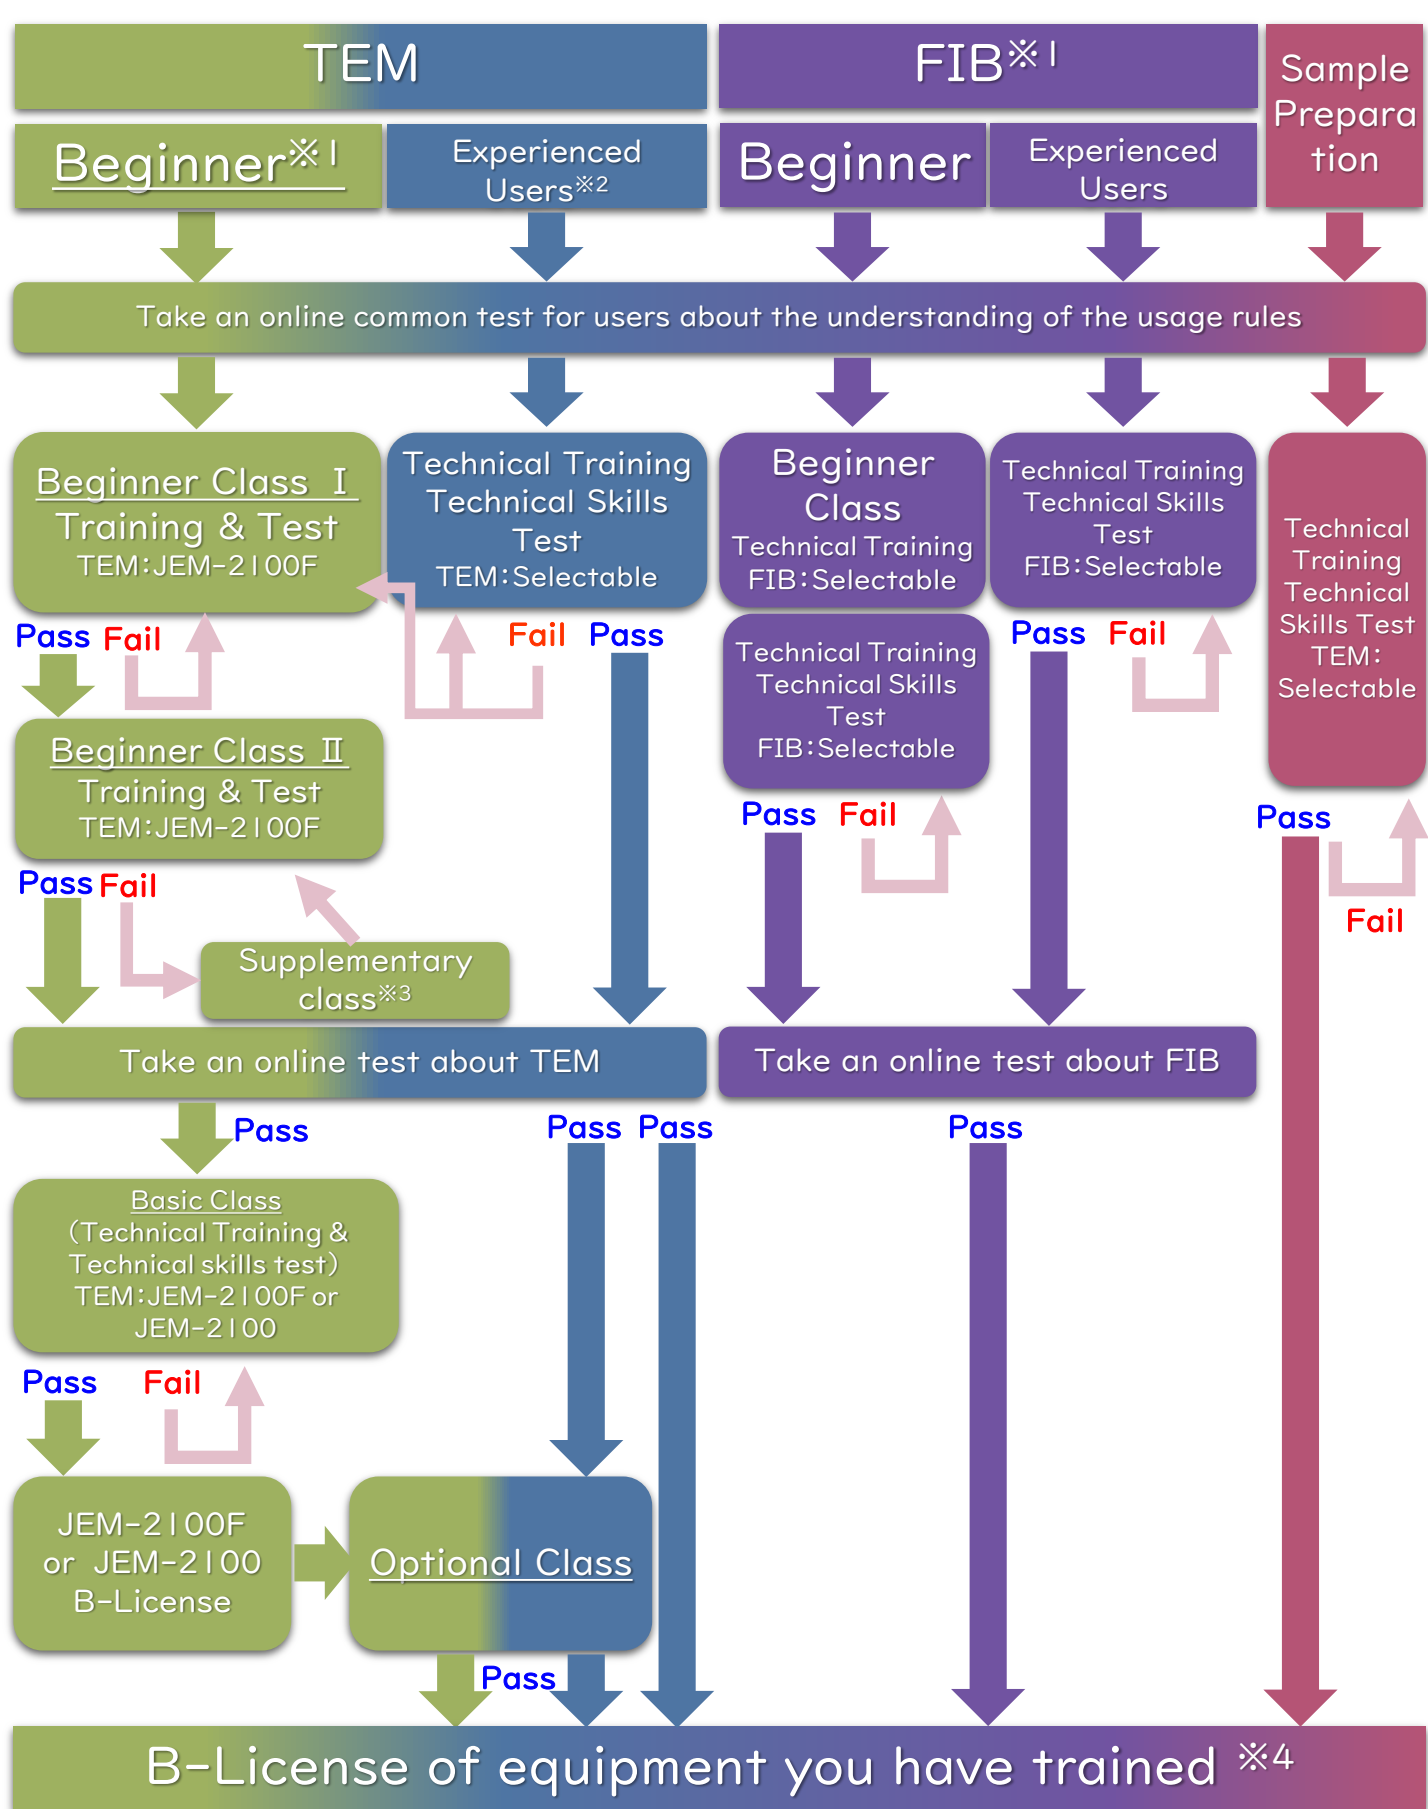 TEM
FIB※1
Sample
Prepara
tion
Beginner※1
Experienced
Users※2
Beginner
Experienced
Users
Take an online common test for users about the understanding of the usage rules
Beginner Class Ⅰ
Training & Test
TEM:JEM-2100F
Technical Training
Technical Skills
Test
TEM:Selectable
Beginner
Class
Technical Training
FIB:Selectable
Technical Training
Technical Skills
Test
FIB:Selectable
Technical
Training
Technical
Skills Test
TEM:
Selectable
Pass Fail
Fail Pass
Technical Training
Technical Skills
Test
FIB:Selectable
Pass Fail
Beginner Class Ⅱ
Training & Test
TEM:JEM-2100F
Pass Fail
Pass
Fail
Pass Fail
Supplementary
class※3
Take an online test about TEM
Take an online test about FIB
Pass
Pass Pass
Pass
Basic Class
(Technical Training &
Technical skills test)
TEM:JEM-2100F or
JEM-2100
Pass Fail
JEM-2100F
or JEM-2100
B-License
Optional Class
Pass
B-License of equipment you have trained ※4